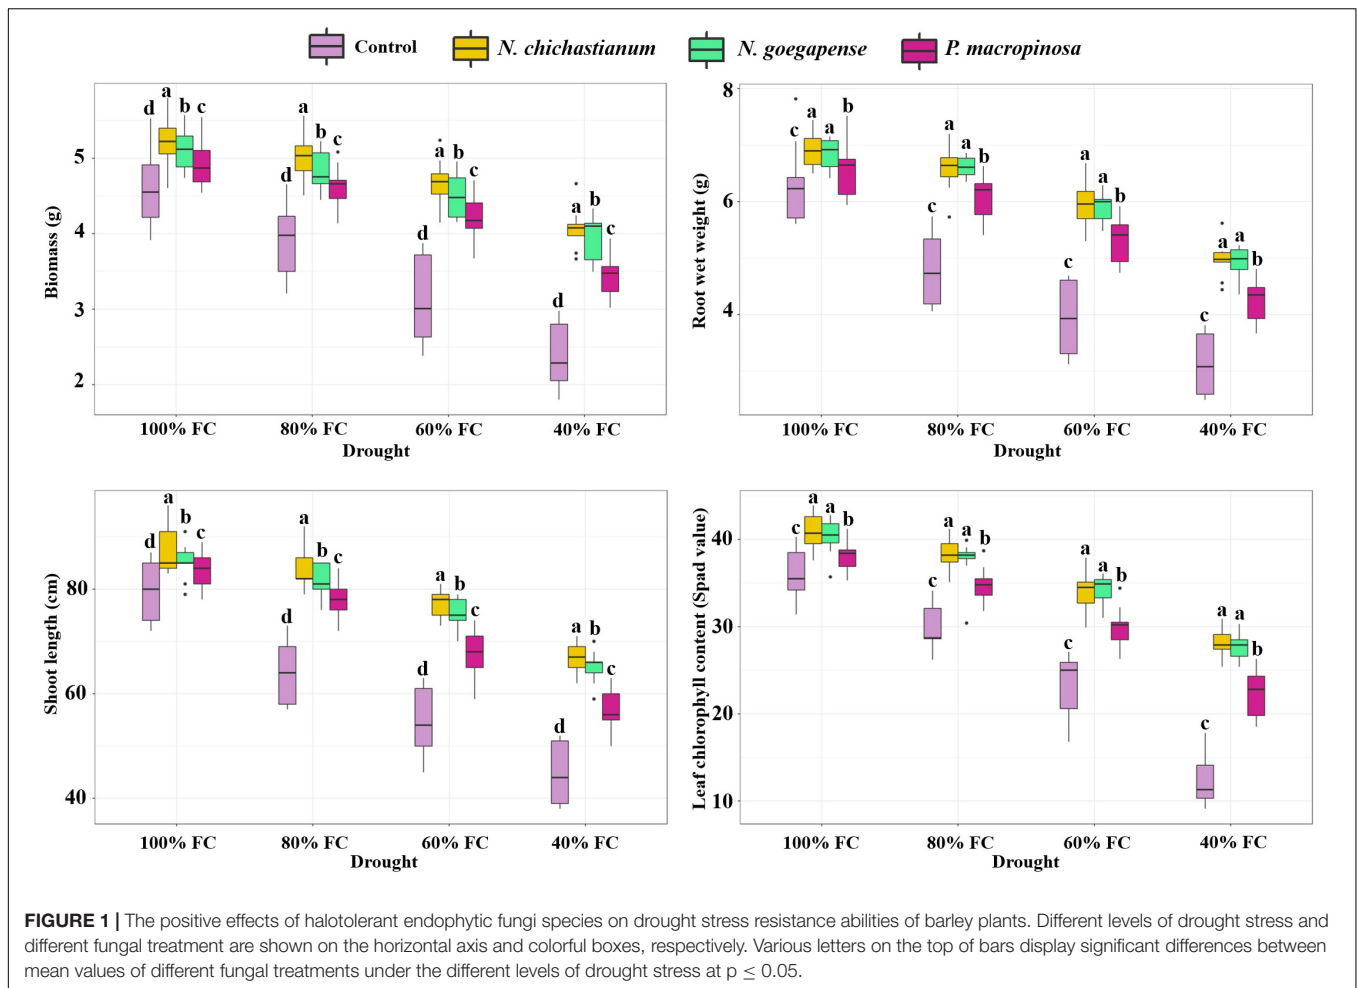 Control N. chichastianum N. goegapense P. macropinosa
Biomass (g)
5
4
3
2
d a b c
d a b c
d a b c
d a b c
100% FC 80% FC 60% FC 40% FC
Drought
Root wet weight (g)
8
6
4
c a a b
c a a b
c a a b
c a a b
100% FC 80% FC 60% FC 40% FC
Drought
Shoot length (cm)
80
60
40
d a b c
d a b c
d a b c
d a b c
100% FC 80% FC 60% FC 40% FC
Drought
Leaf chlorophyll content (Spad value)
40
30
20
10
c a a b
c a a b
c a a b
c a a b
100% FC 80% FC 60% FC 40% FC
Drought
FIGURE 1 | The positive effects of halotolerant endophytic fungi species on drought stress resistance abilities of barley plants. Different levels of drought stress and
different fungal treatment are shown on the horizontal axis and colorful boxes, respectively. Various letters on the top of bars display significant differences between
mean values of different fungal treatments under the different levels of drought stress at p ≤ 0.05.